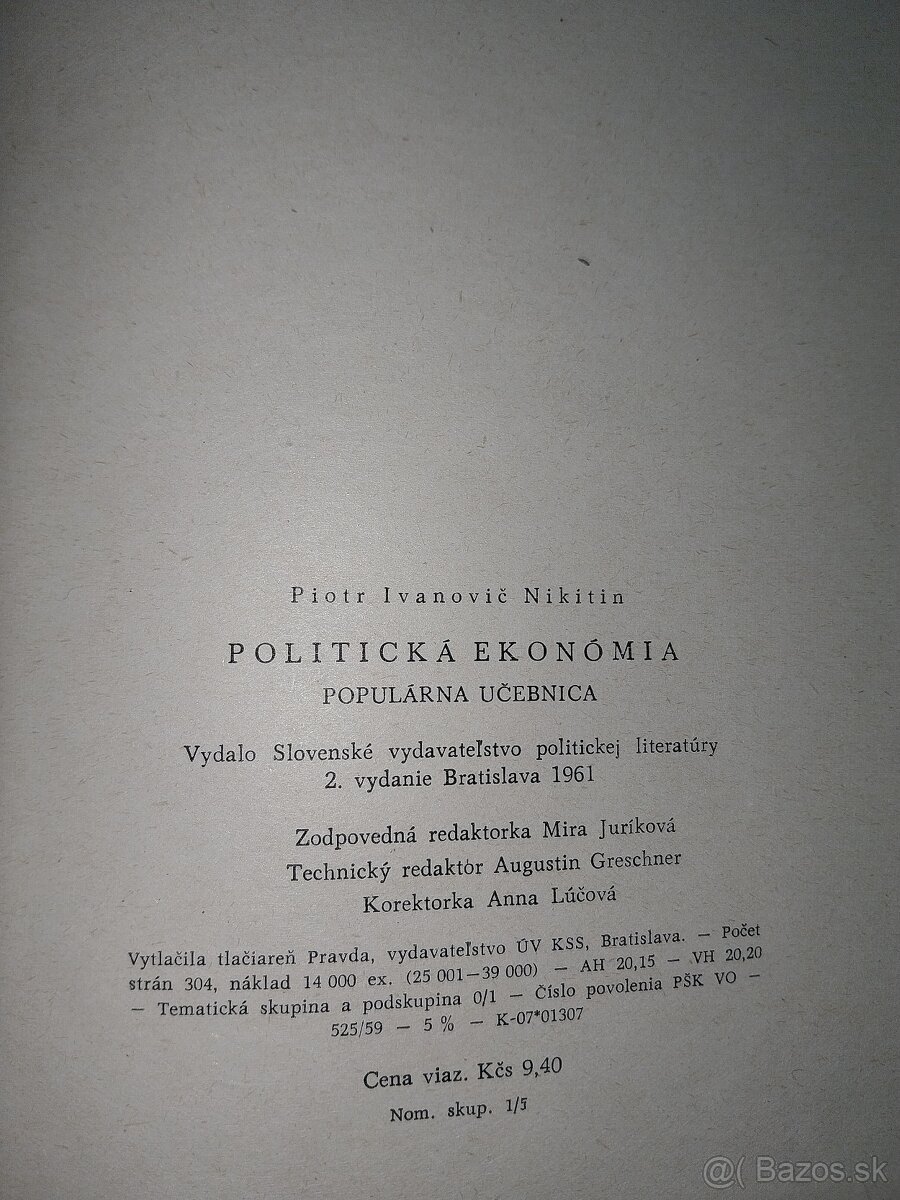 Piotr Ivanovič Nikitin
POLITICKÁ EKONÓMIA
POPULÁRNA UČEBNICA
Vydalo Slovenské vydavateľstvo politickej literatúry
2. vydanie Bratislava 1961
Zodpovedná redaktorka Mira Juríková
Technický redaktór Augustin Greschner
Korektorka Anna Lúčová
Vytlačila tlačiareň Pravda, vydavateľstvo ÚV KSS, Bratislava. — Počet
strán 304, náklad 14 000 ex. (25 001—39 000) — AH 20,15 — VH 20,20
— Tematická skupina a podskupina 0/1 — Číslo povolenia PŠK VO —
525/59 — 5 % — K-07*01307
Cena viaz. Kčs 9,40
Nom. skup. 1/5
@( Bazos.sk